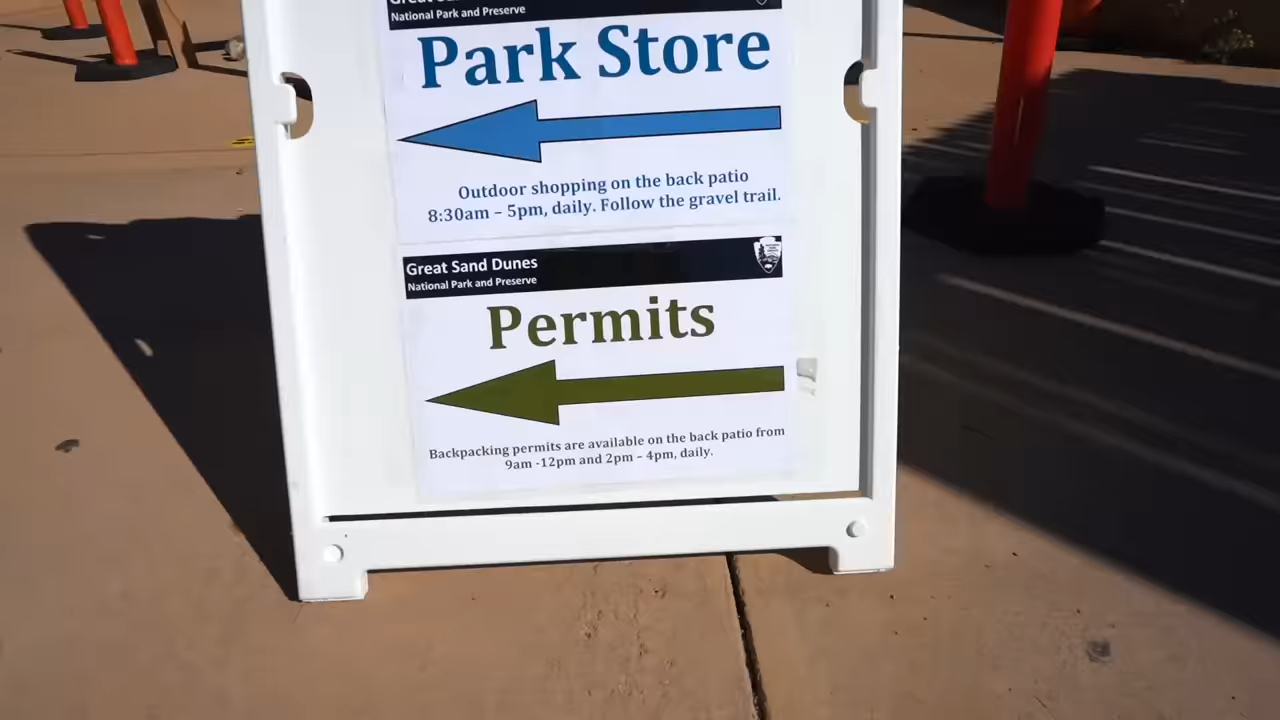 Great Sa
National Park and Preserve
Park Store
Outdoor shopping on the back patio
8:30am – 5pm, daily. Follow the gravel trail.
Great Sand Dunes
National Park and Preserve
Permits
Backpacking permits are available on the back patio from
9am -12pm and 2pm – 4pm, daily.